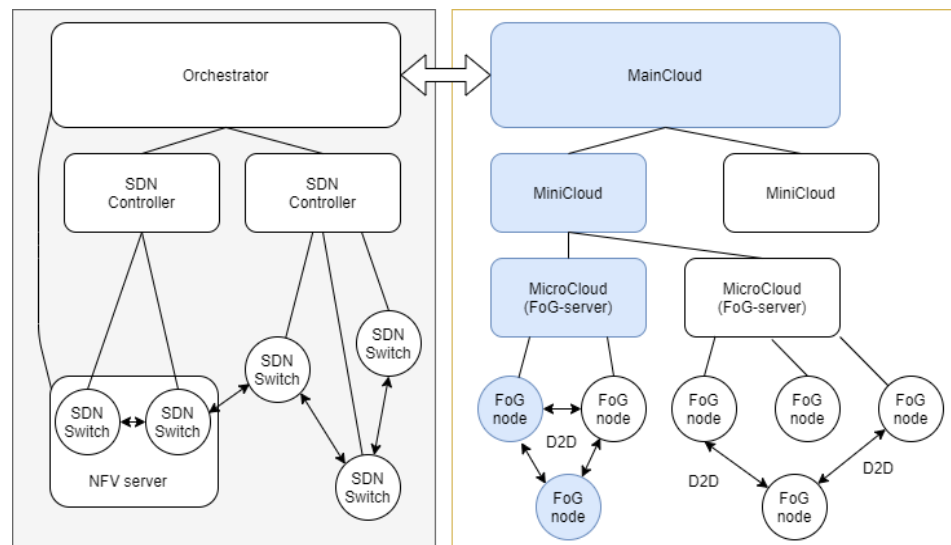 Orchestrator
SDN
Controller
SDN
Controller
SDN
Switch
SDN
Switch
SDN
Switch
SDN
Switch
NFV server
SDN
Switch
MainCloud
MiniCloud
MiniCloud
MicroCloud
(FoG-server)
MicroCloud
(FoG-server)
FoG
node
FoG
node
D2D
FoG
node
FoG
node
FoG
node
FoG
node
D2D
D2D
FoG
node